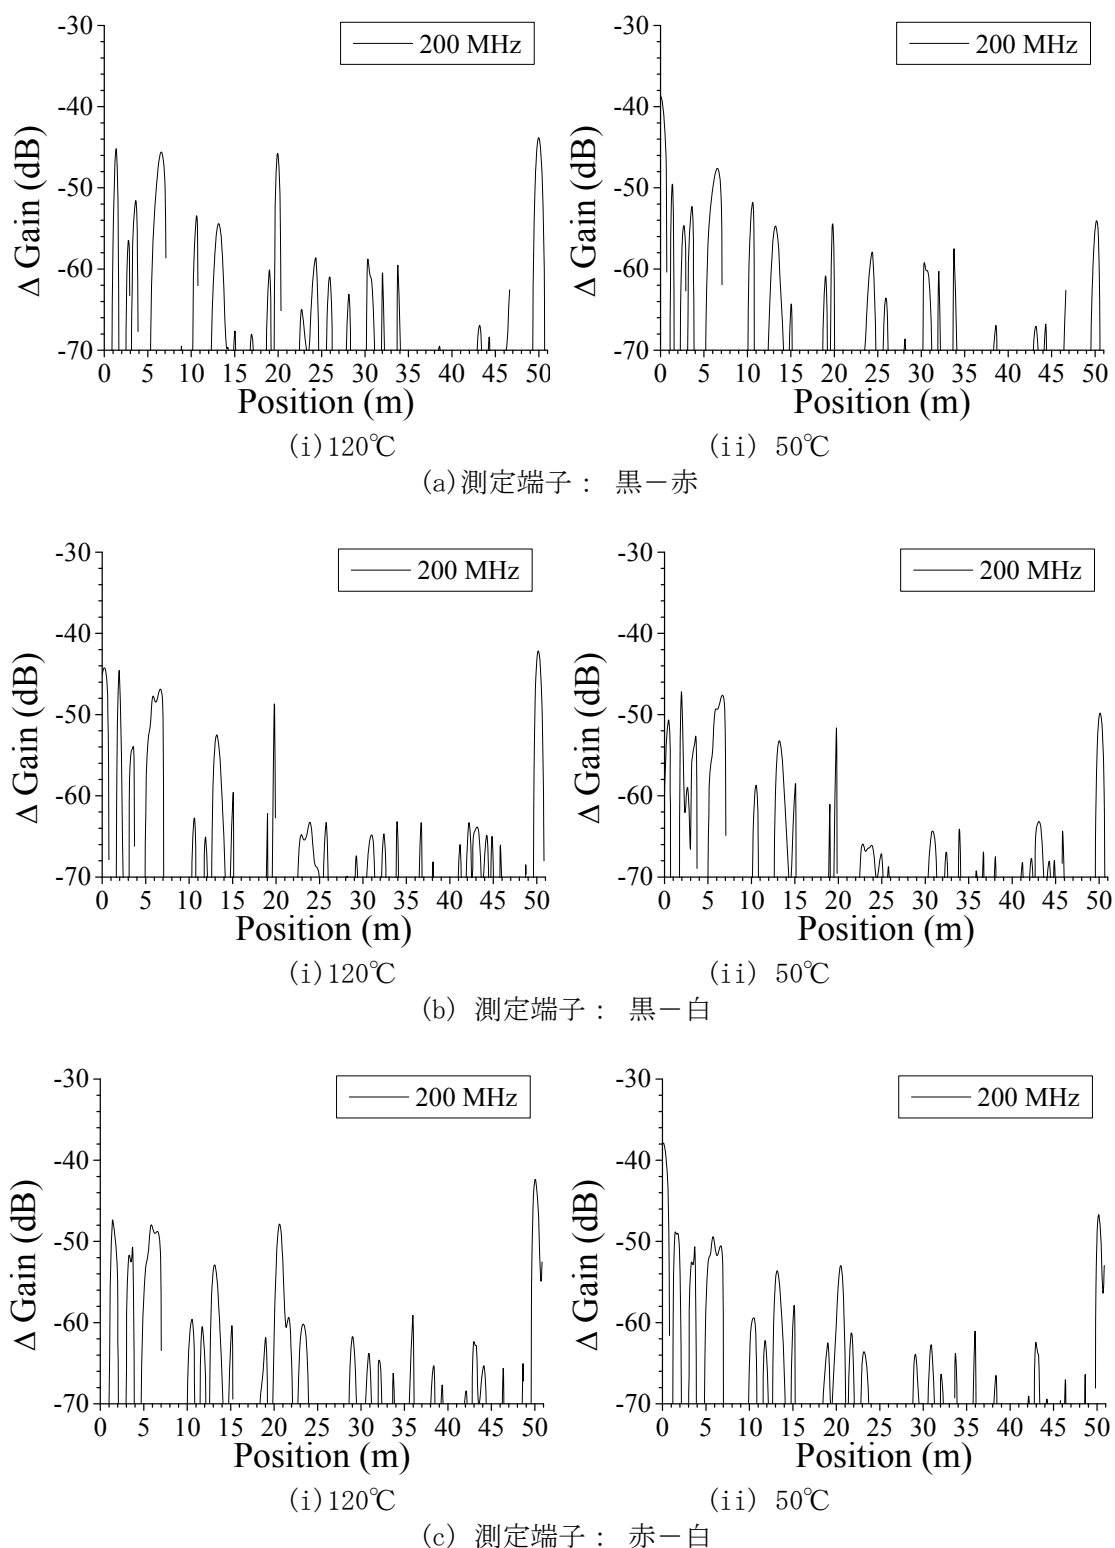 -30
-40
-50
-60
-70
Δ Gain (dB)
200 MHz
0 5 10 15 20 25 30 35 40 45 50
Position (m)
(i)120℃
-30
-40
-50
-60
-70
Δ Gain (dB)
200 MHz
0 5 10 15 20 25 30 35 40 45 50
Position (m)
(ii) 50℃
(a)測定端子： 黒－赤
-30
-40
-50
-60
-70
Δ Gain (dB)
200 MHz
0 5 10 15 20 25 30 35 40 45 50
Position (m)
(i)120℃
-30
-40
-50
-60
-70
Δ Gain (dB)
200 MHz
0 5 10 15 20 25 30 35 40 45 50
Position (m)
(ii) 50℃
(b) 測定端子： 黒－白
-30
-40
-50
-60
-70
Δ Gain (dB)
200 MHz
0 5 10 15 20 25 30 35 40 45 50
Position (m)
(i)120℃
-30
-40
-50
-60
-70
Δ Gain (dB)
200 MHz
0 5 10 15 20 25 30 35 40 45 50
Position (m)
(ii) 50℃
(c) 測定端子： 赤－白